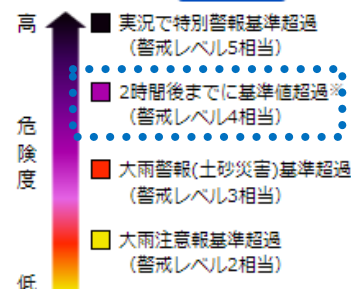 高
実況で特別警報基準超過
(警戒レベル5相当)
2時間後までに基準値超過※
(警戒レベル4相当)
危険度
大雨警報(土砂災害)基準超過
(警戒レベル3相当)
大雨注意報基準超過
(警戒レベル2相当)
低